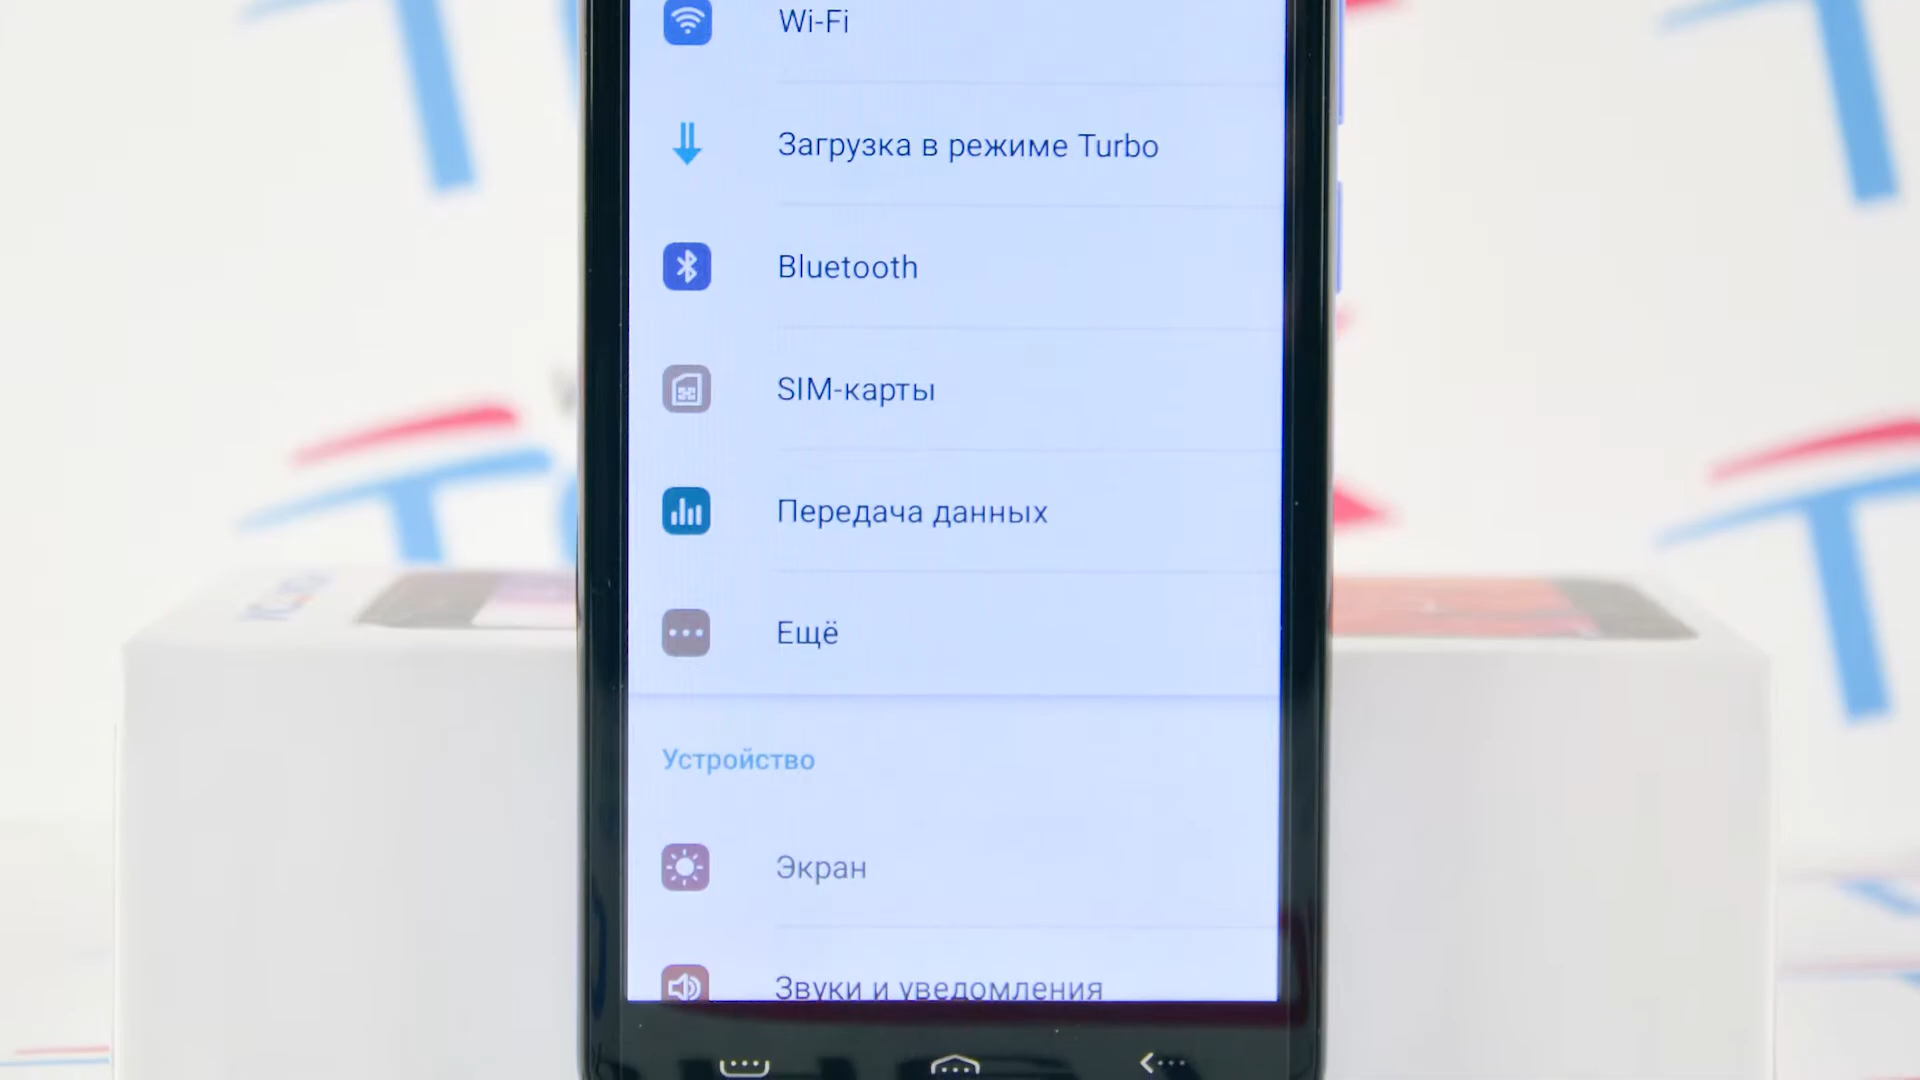 Wi-Fi
Загрузка в режиме Turbo
Bluetooth
SIM-карты
Передача данных
Ещё
Устройство
Экран
Звуки и уведомления